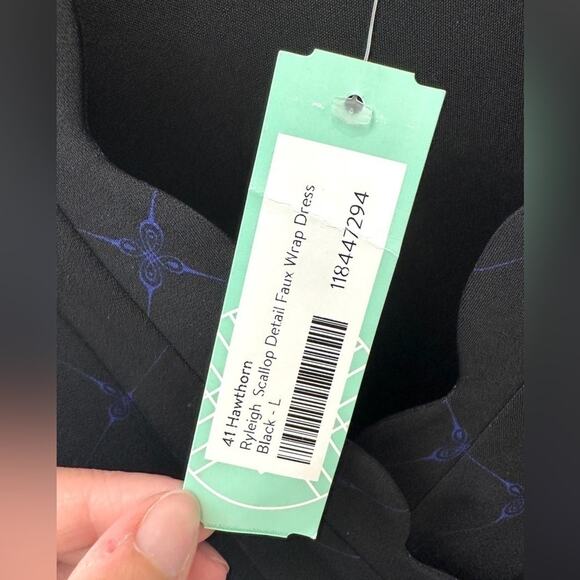 41 Hawthorn
Ryleigh Scallop Detail Faux Wrap Dress
Black - L
118447294